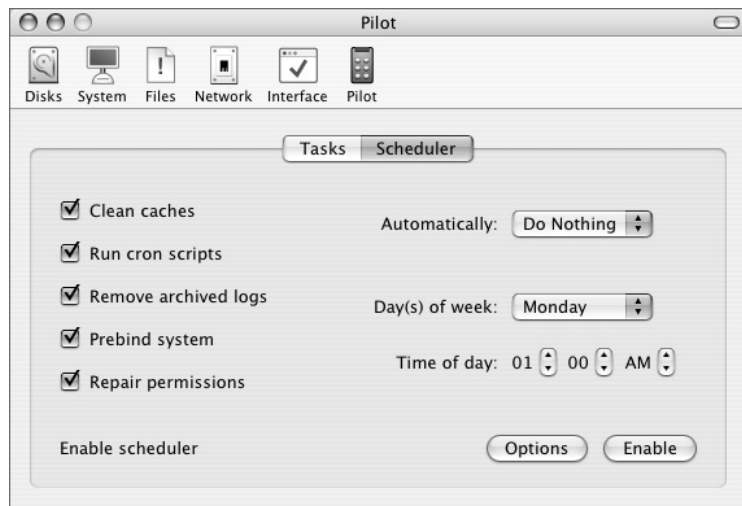 Pilot
Disks System Files Network Interface Pilot
Tasks Scheduler
Clean caches
Run cron scripts
Remove archived logs
Prebind system
Repair permissions
Automatically: Do Nothing
Day(s) of week: Monday
Time of day: 01 00 AM
Enable scheduler
Options Enable